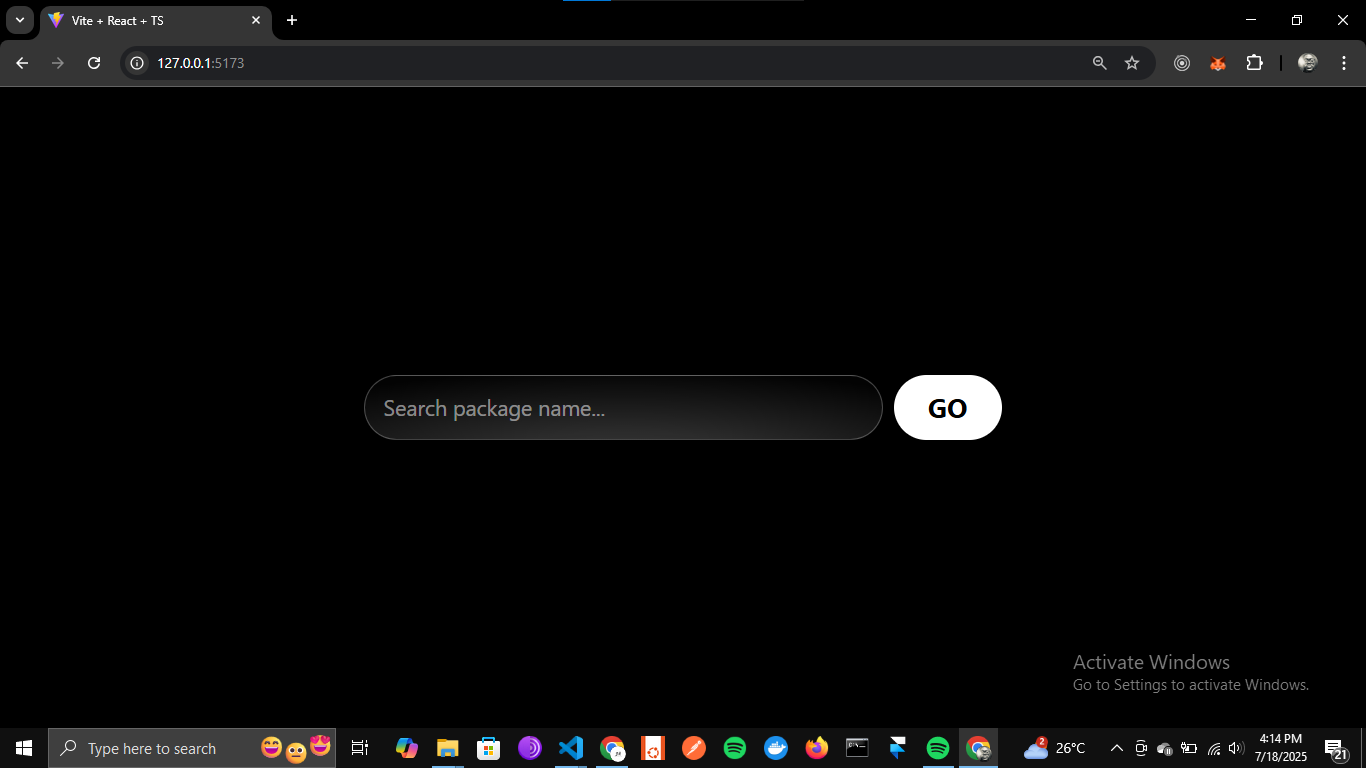 Vite + React + TS
127.0.0.1:5173
Search package name...
GO
Activate Windows
Go to Settings to activate Windows.
Type here to search
2
26°C
4:14 PM
7/18/2025
21